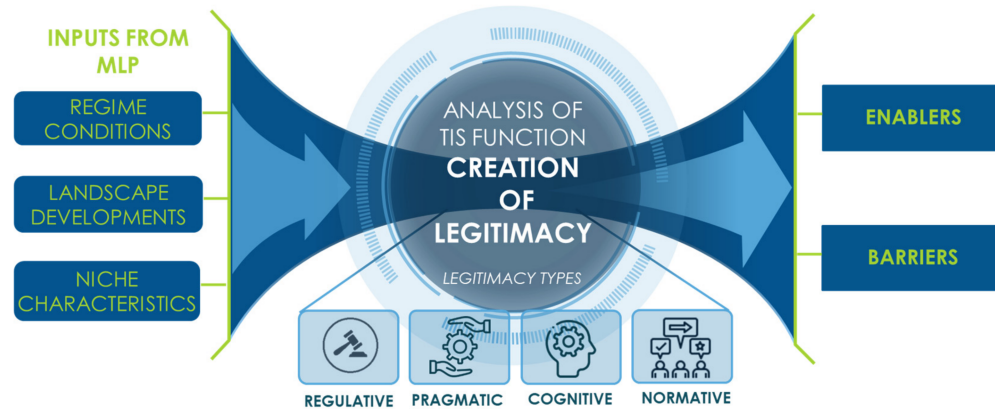 INPUTS FROM
MLP
REGIME
CONDITIONS
LANDSCAPE
DEVELOPMENTS
NICHE
CHARACTERISTICS
ANALYSIS OF
TIS FUNCTION
CREATION
OF
LEGITIMACY
LEGITIMACY TYPES
REGULATIVE
PRAGMATIC
COGNITIVE
NORMATIVE
ENABLERS
BARRIERS